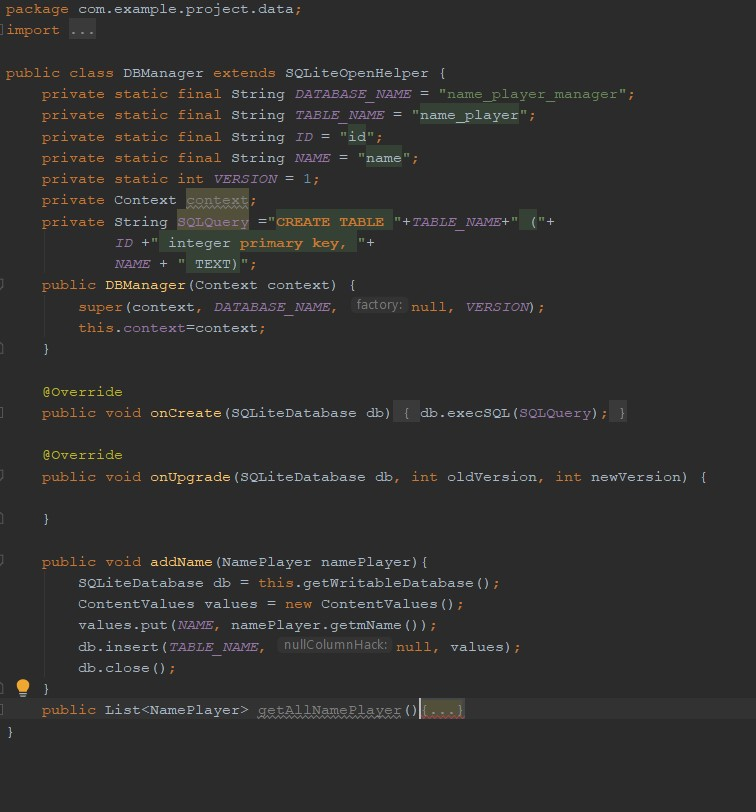 package com.example.project.data;
import ...
public class DBManager extends SQLiteOpenHelper {
private static final String DATABASE_NAME = "name_player_manager";
private static final String TABLE_NAME = "name_player";
private static final String ID = "id";
private static final String NAME = "name";
private static int VERSION = 1;
private Context context;
private String SQLQuery ="CREATE TABLE "+TABLE_NAME+" ("+
ID +" integer primary key, "+
NAME + " TEXT)";
public DBManager(Context context) {
super(context, DATABASE_NAME, factory: null, VERSION);
this.context=context;
}
@Override
public void onCreate(SQLiteDatabase db) { db.execSQL(SQLQuery); }
@Override
public void onUpgrade(SQLiteDatabase db, int oldVersion, int newVersion) {
}
public void addName(NamePlayer namePlayer){
SQLiteDatabase db = this.getWritableDatabase();
ContentValues values = new ContentValues();
values.put(NAME, namePlayer.getmName());
db.insert(TABLE_NAME, nullColumnHack: null, values);
db.close();
}
public List<NamePlayer> getAllNamePlayer(){...}
}